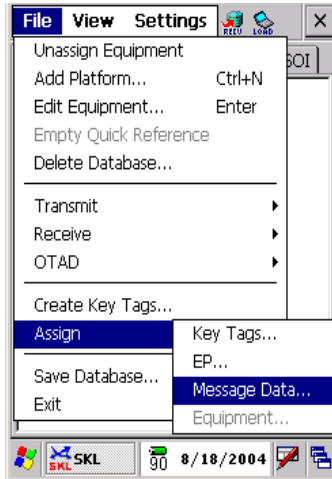 File View Settings RECV LOAD X
Unassign Equipment
SOI
Add Platform... Ctrl+N
Edit Equipment... Enter
Empty Quick Reference
Delete Database...
Transmit
Receive
OTAD
Create Key Tags...
Assign
Key Tags...
EP...
Save Database...
Message Data...
Exit
Equipment...
SKL SKL 90 8/18/2004